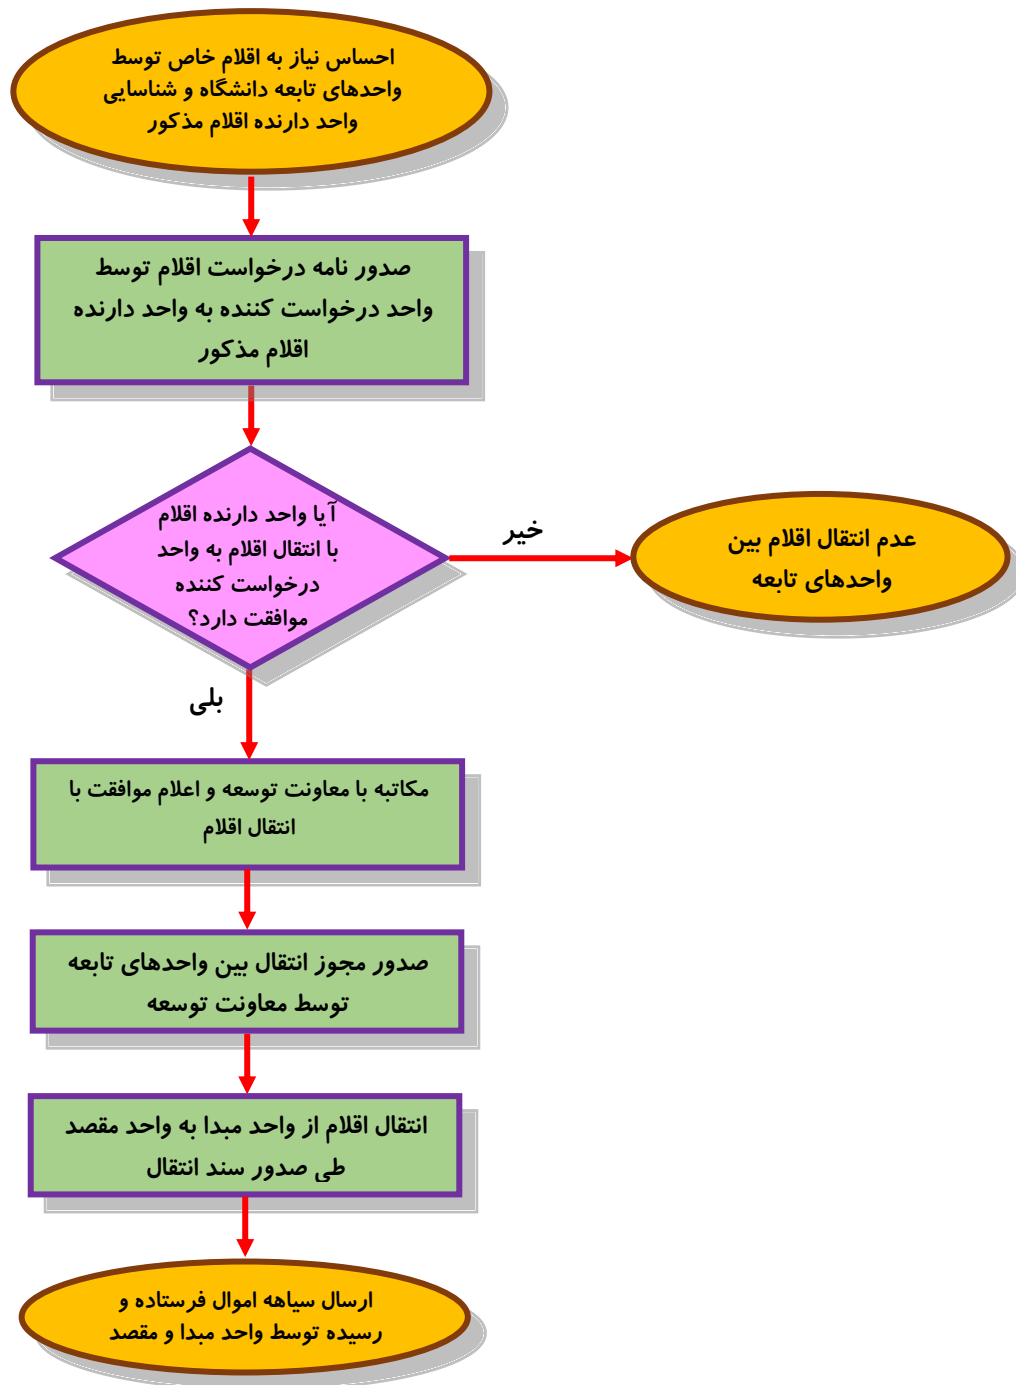 احساس نیاز به اقلام خاص توسط
واحدهای تابعه دانشگاه و شناسایی
واحد دارنده اقلام مذکور
صدور نامه درخواست اقلام توسط
واحد درخواست کننده به واحد دارنده
اقلام مذکور
آیا واحد دارنده اقلام
با انتقال اقلام به واحد
درخواست کننده
موافقت دارد؟
خیر
عدم انتقال اقلام بین
واحدهای تابعه
بلی
مکاتبه با معاونت توسعه و اعلام موافقت با
انتقال اقلام
صدور مجوز انتقال بین واحدهای تابعه
توسط معاونت توسعه
انتقال اقلام از واحد مبدا به واحد مقصد
طی صدور سند انتقال
ارسال سیاهه اموال فرستاده و
رسیده توسط واحد مبدا و مقصد